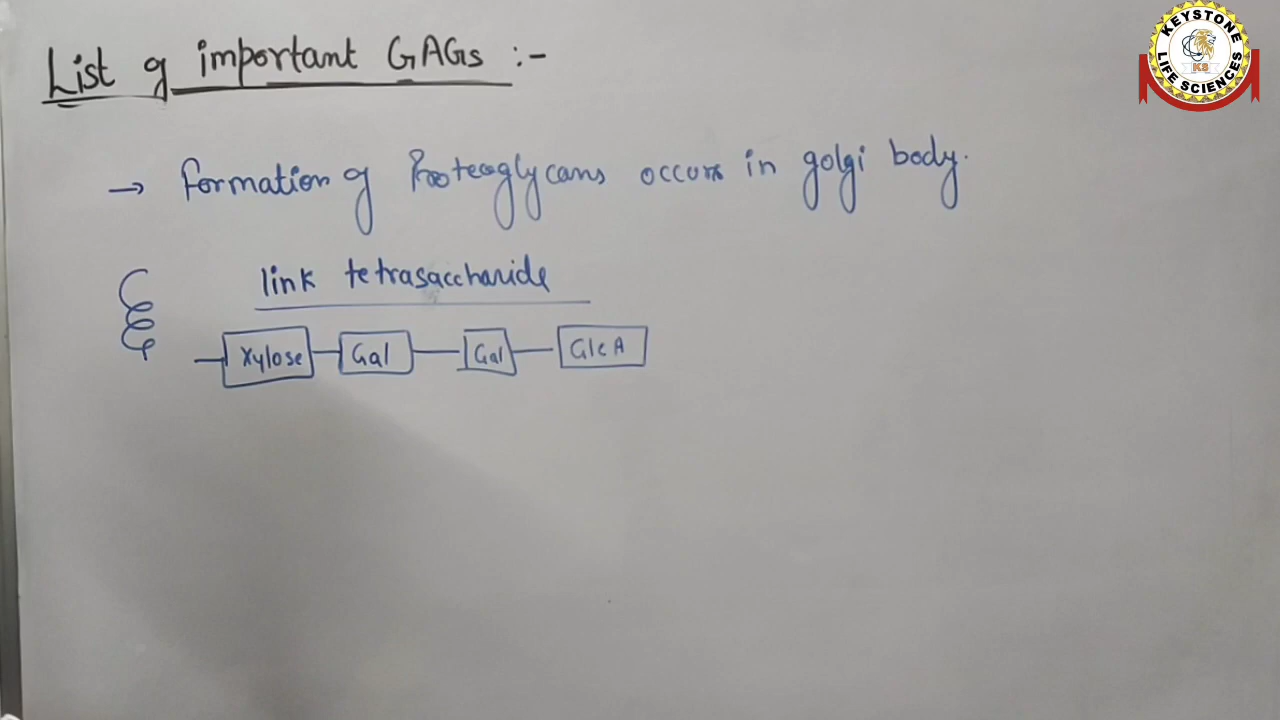 List of important GAGs :-
→ formation of Proteoglycans occurs in golgi body.
link tetrasaccharide
Xylose Gal Gal GlcA
KEYSTONE
KS
LIFE SCIENCES